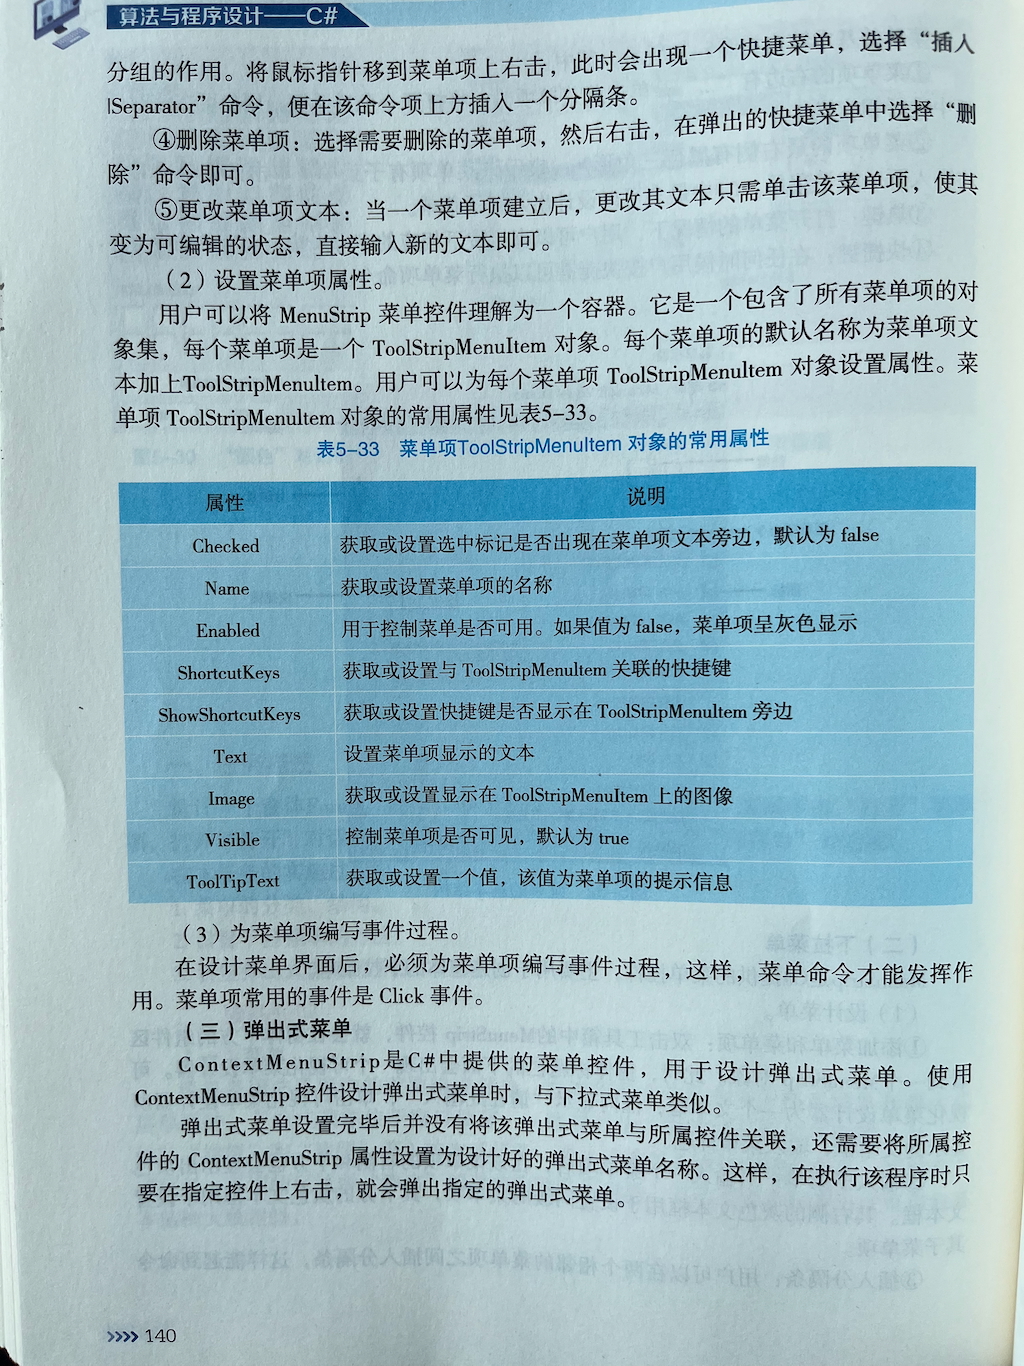 算法与程序设计——C#
分组的作用。将鼠标指针移到菜单项上右击，此时会出现一个快捷菜单，选择“插入
|Separator”命令，便在该命令项上方插入一个分隔条。
④删除菜单项：选择需要删除的菜单项，然后右击，在弹出的快捷菜单中选择“删
除”命令即可。
⑤更改菜单项文本：当一个菜单项建立后，更改其文本只需单击该菜单项，使其
变为可编辑的状态，直接输入新的文本即可。
（2）设置菜单项属性。
用户可以将 MenuStrip 菜单控件理解为一个容器。它是一个包含了所有菜单项的对
象集，每个菜单项是一个 ToolStripMenuItem 对象。每个菜单项的默认名称为菜单项文
本加上ToolStripMenuItem。用户可以为每个菜单项 ToolStripMenuItem 对象设置属性。菜
单项 ToolStripMenuItem 对象的常用属性见表5-33。
表5-33 菜单项ToolStripMenuItem 对象的常用属性
属性 说明
Checked 获取或设置选中标记是否出现在菜单项文本旁边，默认为 false
Name 获取或设置菜单项的名称
Enabled 用于控制菜单是否可用。如果值为 false，菜单项呈灰色显示
ShortcutKeys 获取或设置与 ToolStripMenuItem 关联的快捷键
ShowShortcutKeys 获取或设置快捷键是否显示在 ToolStripMenuItem 旁边
Text 设置菜单项显示的文本
Image 获取或设置显示在 ToolStripMenuItem 上的图像
Visible 控制菜单项是否可见，默认为 true
ToolTipText 获取或设置一个值，该值为菜单项的提示信息
（3）为菜单项编写事件过程。
在设计菜单界面后，必须为菜单项编写事件过程，这样，菜单命令才能发挥作
用。菜单项常用的事件是 Click 事件。
（三）弹出式菜单
ContextMenuStrip是C#中提供的菜单控件，用于设计弹出式菜单。使用
ContextMenuStrip 控件设计弹出式菜单时，与下拉式菜单类似。
弹出式菜单设置完毕后并没有将该弹出式菜单与所属控件关联，还需要将所属控
件的 ContextMenuStrip 属性设置为设计好的弹出式菜单名称。这样，在执行该程序时只
要在指定控件上右击，就会弹出指定的弹出式菜单。
>>>> 140